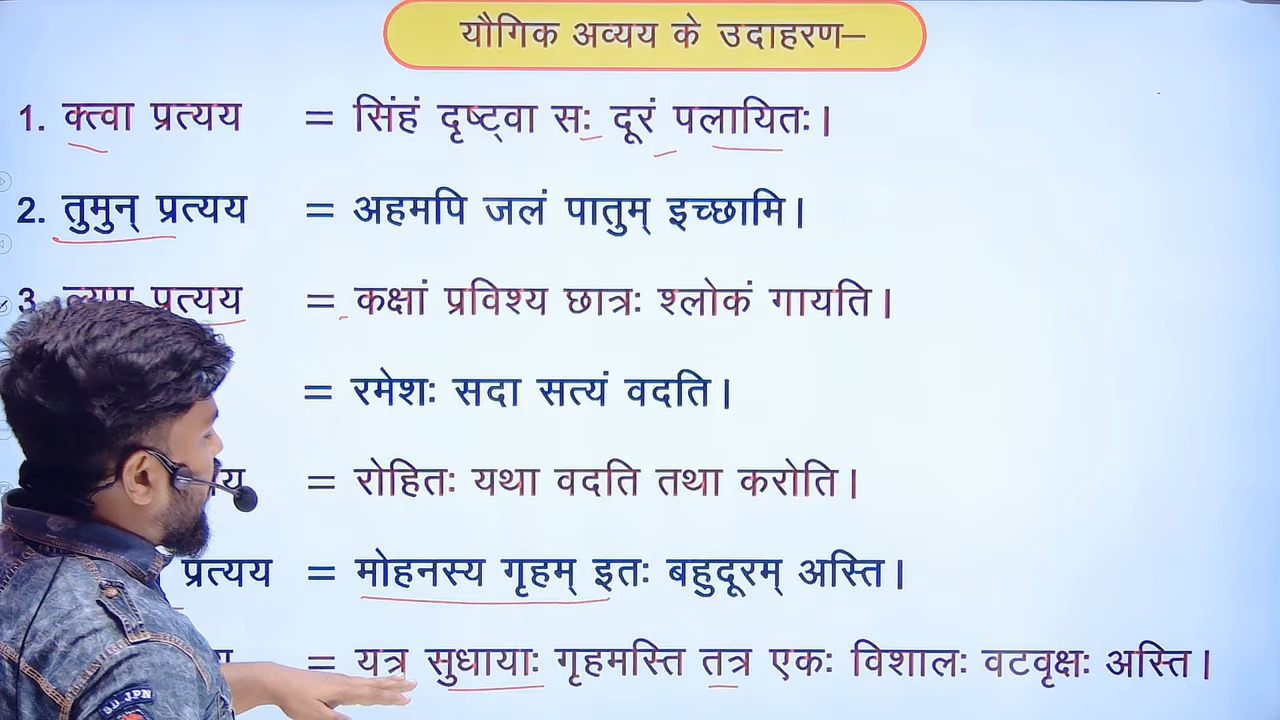 यौगिक अव्यय के उदाहरण–
1. क्त्वा प्रत्यय = सिंहं दृष्ट्वा सः दूरं पलायितः।
2. तुमुन् प्रत्यय = अहमपि जलं पातुम् इच्छामि।
3. प्रत्यय = कक्षां प्रविश्य छात्रः श्लोकं गायति।
= रमेशः सदा सत्यं वदति।
= रोहितः यथा वदति तथा करोति।
प्रत्यय = मोहनस्य गृहम् इतः बहुदूरम् अस्ति।
= यत्र सुधायाः गृहमस्ति तत्र एकः विशालः वटवृक्षः अस्ति।